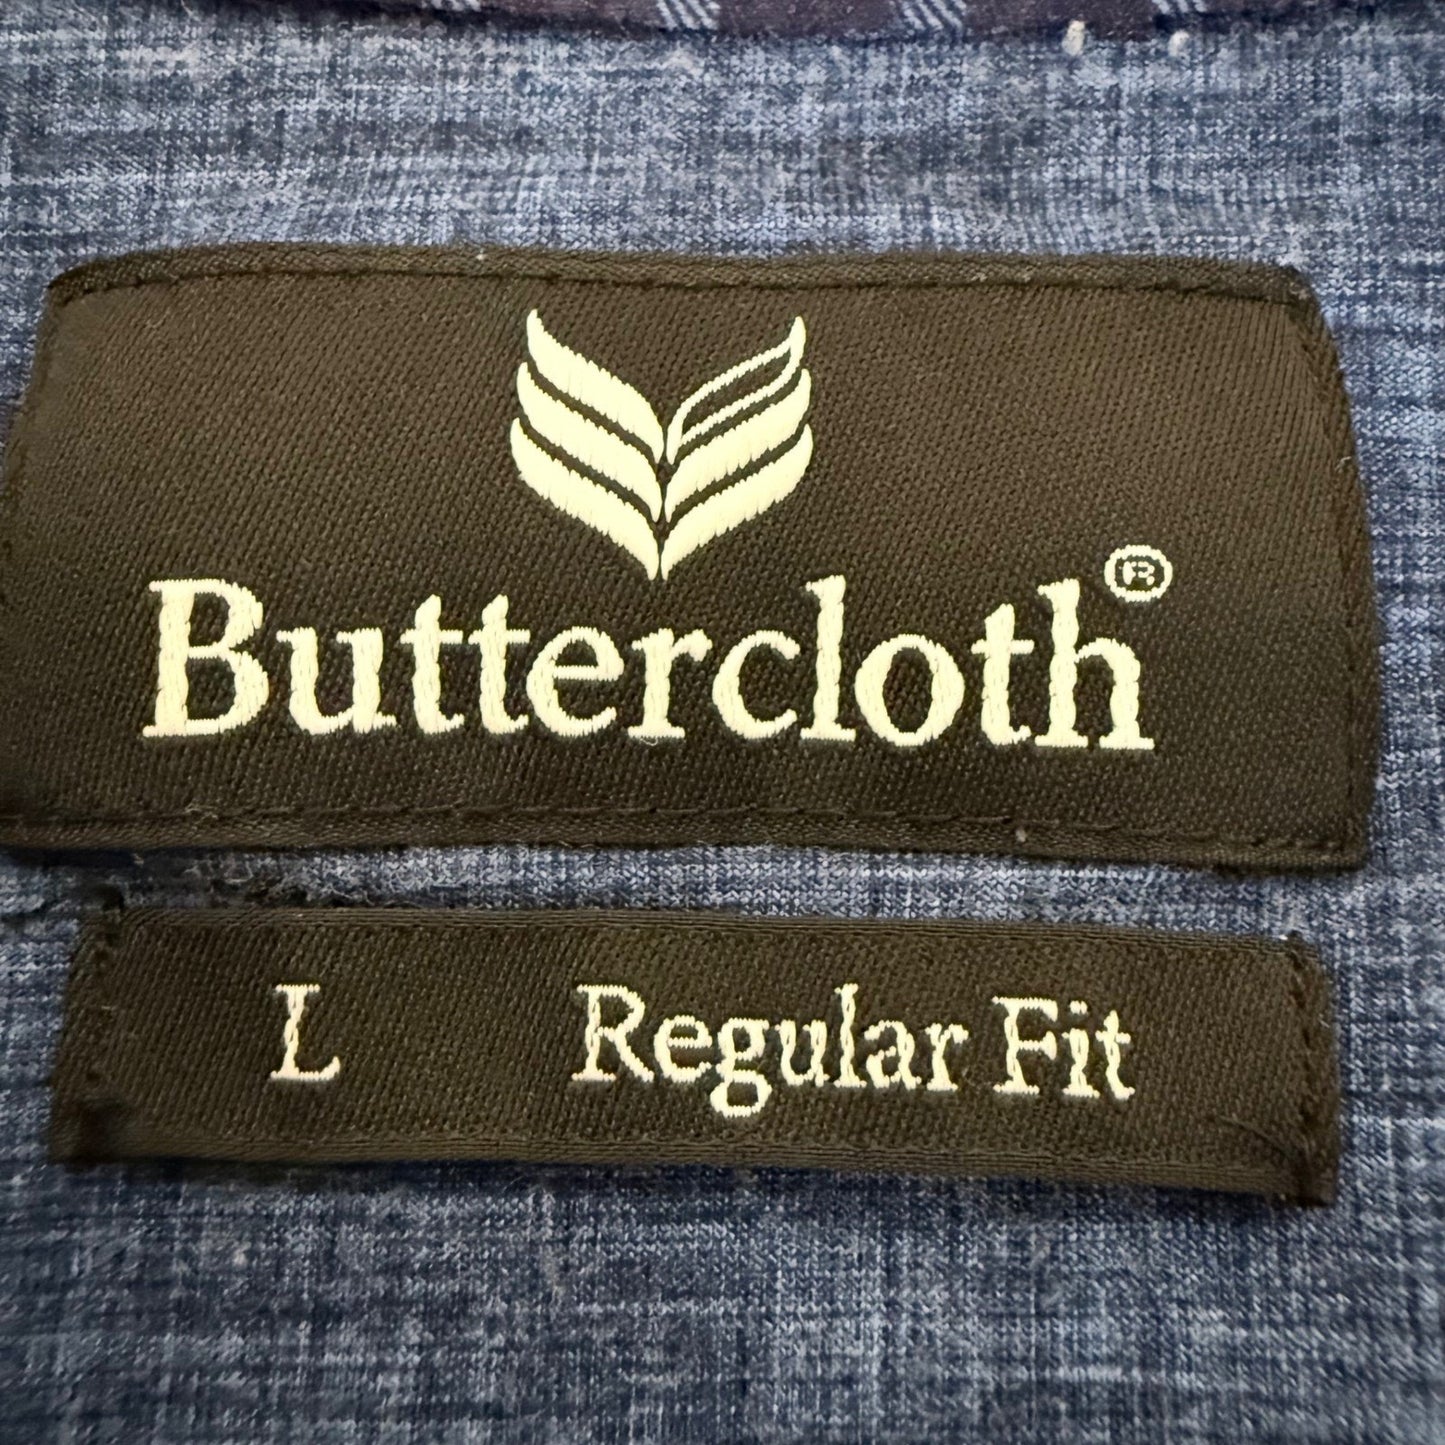 Buttercloth®
L Regular Fit